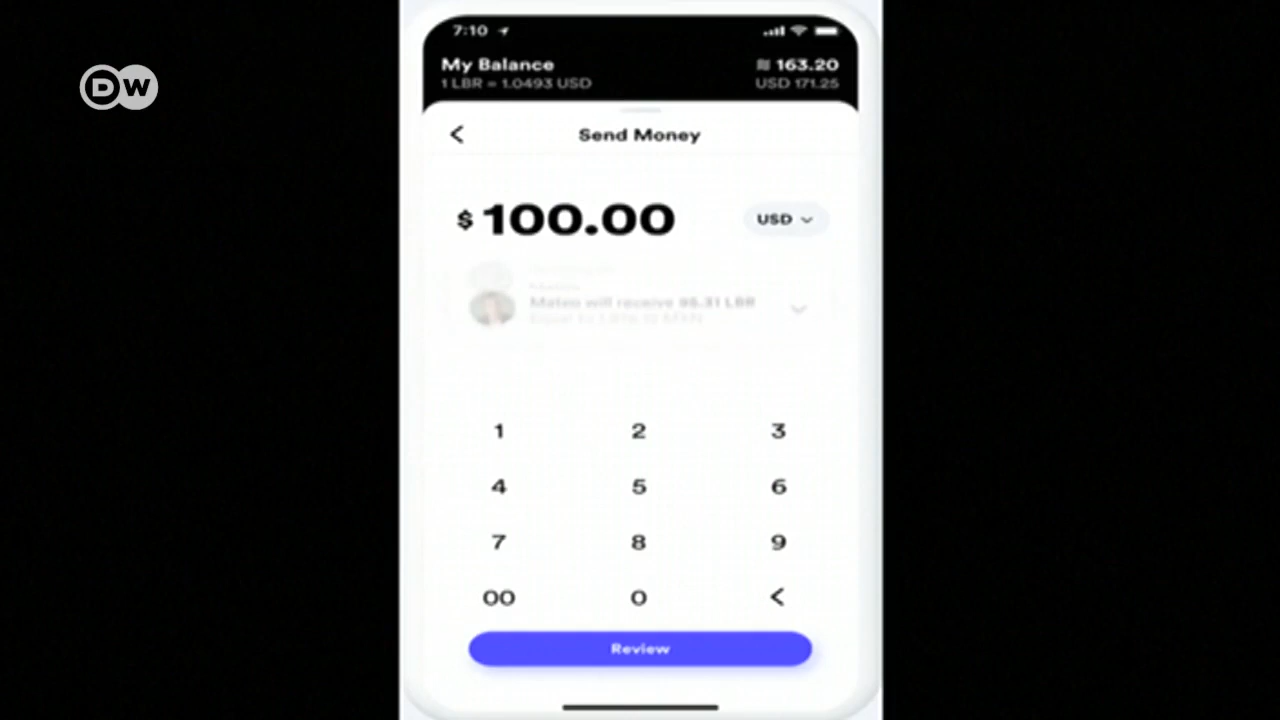 DW
7:10
My Balance
≋ 163.20
1 LBR = 1.0493 USD
USD 171.25
Send Money
$ 100.00
USD
Mateo will receive 95.31 LBR
1 2 3
4 5 6
7 8 9
00 0 <
Review